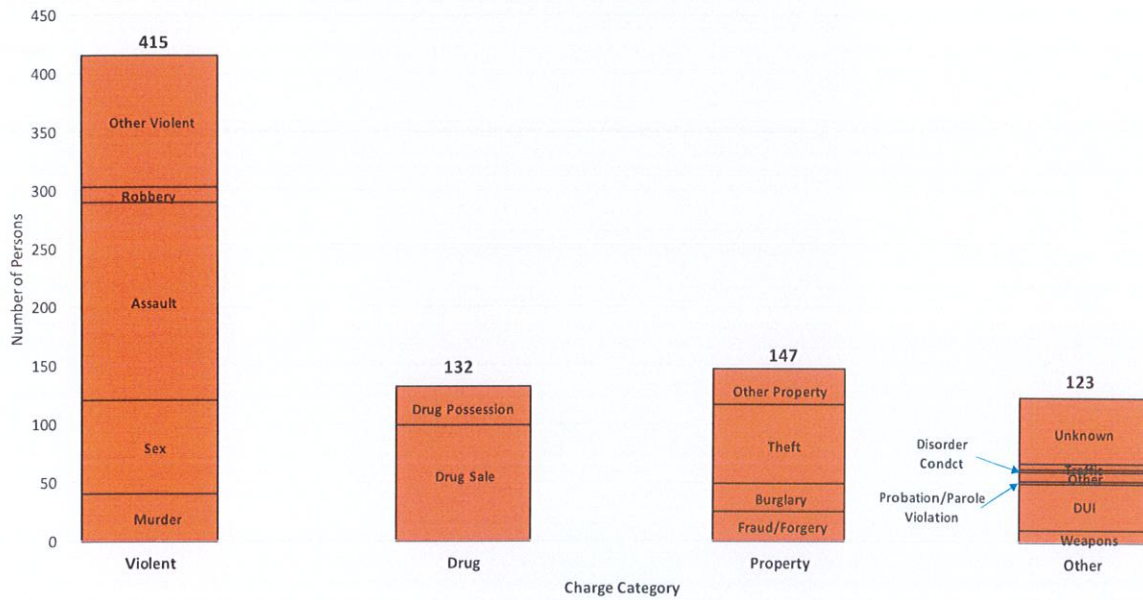 450
400
350
300
250
200
150
100
50
0
Number of Persons
415
Other Violent
Robbery
Assault
Sex
Murder
Violent
132
Drug Possession
Drug Sale
Drug
147
Other Property
Theft
Burglary
Fraud/Forgery
Property
123
Unknown
Traffic
Other
DUI
Weapons
Other
Disorder
Condct
Probation/Parole
Violation
Charge Category